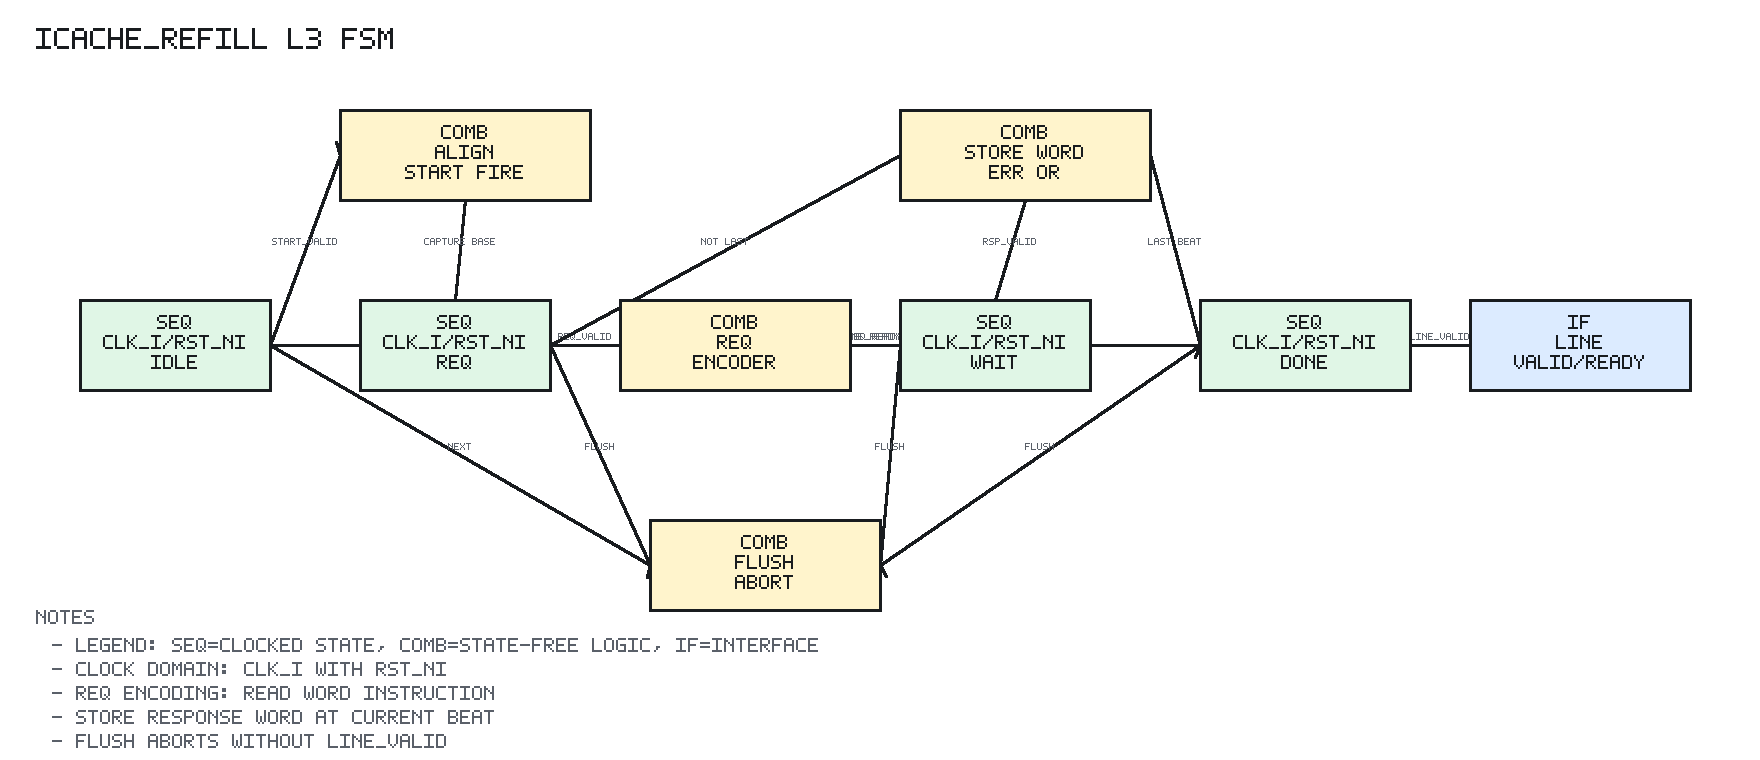 ICACHE_REFILL L3 FSM
COMB
ALIGN
START FIRE
COMB
STORE WORD
ERR OR
START_VALID
CAPTURE BASE
NOT LAST
RSP_VALID
LAST_BEAT
SEQ
CLK_I/RST_NI
IDLE
SEQ
CLK_I/RST_NI
REQ
REQ_VALID
COMB
REQ
ENCODER
SEQ
CLK_I/RST_NI
WAIT
SEQ
CLK_I/RST_NI
DONE
LINE_VALID
IF
LINE
VALID/READY
NEXT
FLUSH
FLUSH
FLUSH
COMB
FLUSH
ABORT
NOTES
- LEGEND: SEQ=CLOCKED STATE, COMB=STATE-FREE LOGIC, IF=INTERFACE
- CLOCK DOMAIN: CLK_I WITH RST_NI
- REQ ENCODING: READ WORD INSTRUCTION
- STORE RESPONSE WORD AT CURRENT BEAT
- FLUSH ABORTS WITHOUT LINE_VALID